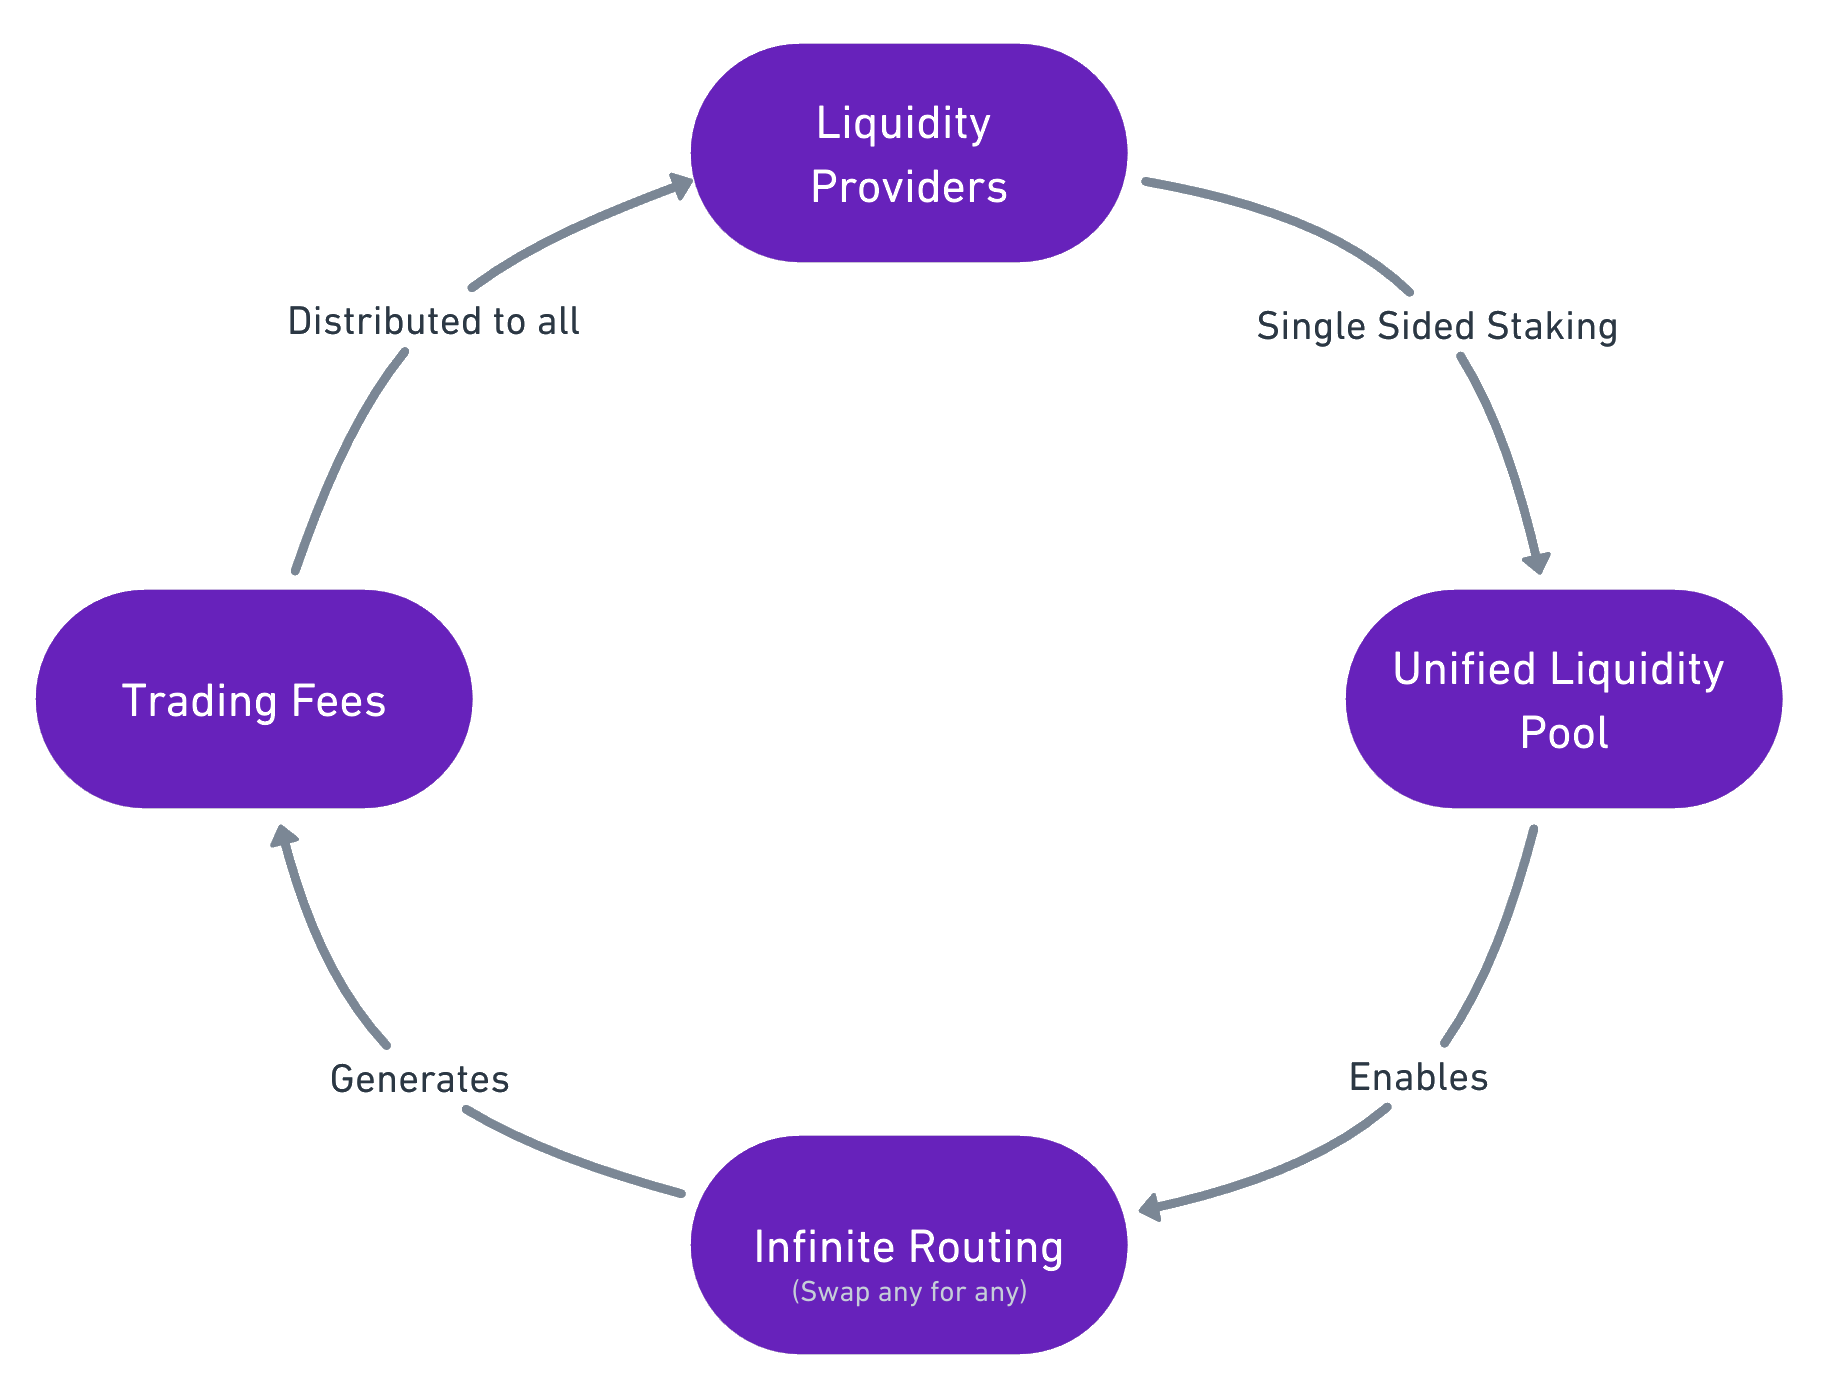 Liquidity
Providers
Distributed to all
Single Sided Staking
Trading Fees
Unified Liquidity
Pool
Generates
Enables
Infinite Routing
(Swap any for any)